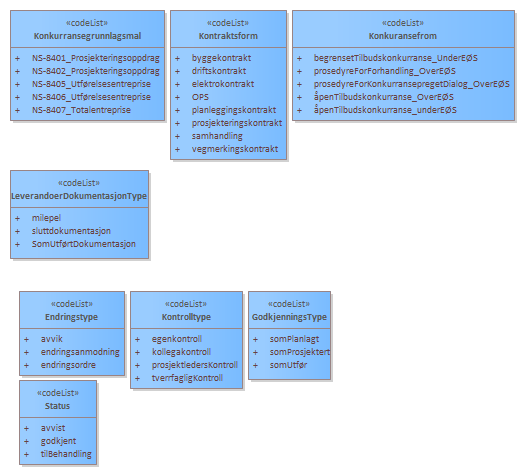 «codeList»
Konkurransegrunnlagsmal
+ NS-8401_Prosjekteringsoppdrag
+ NS-8402_Prosjekteringsoppdrag
+ NS-8405_Utførelsesentreprise
+ NS-8406_Utførelsesentreprise
+ NS-8407_Totalentreprise
«codeList»
Kontraktsform
+ byggekontrakt
+ driftskontrakt
+ elektrokontrakt
+ OPS
+ planleggingskontrakt
+ prosjekteringskontrakt
+ samhandling
+ vegmerkingskontrakt
«codeList»
Konkuransefrom
+ begrensetTilbudskonkurranse_UnderEØS
+ prosedyreForForhandling_OverEØS
+ prosedyreForKonkurransepregetDialog_OverEØS
+ åpenTilbudskonkurranse_OverEØS
+ åpenTilbudskonkurranse_underEØS
«codeList»
LeverandoerDokumentasjonType
+ milepel
+ sluttdokumentasjon
+ SomUtførtDokumentasjon
«codeList»
Endringstype
+ avvik
+ endringsanmodning
+ endringsordre
«codeList»
Kontrolltype
+ egenkontroll
+ kollegakontroll
+ prosjektledersKontroll
+ tverrfagligKontroll
«codeList»
GodkjenningsType
+ somPlanlagt
+ somProsjektert
+ somUtfør
«codeList»
Status
+ avvist
+ godkjent
+ tilBehandling